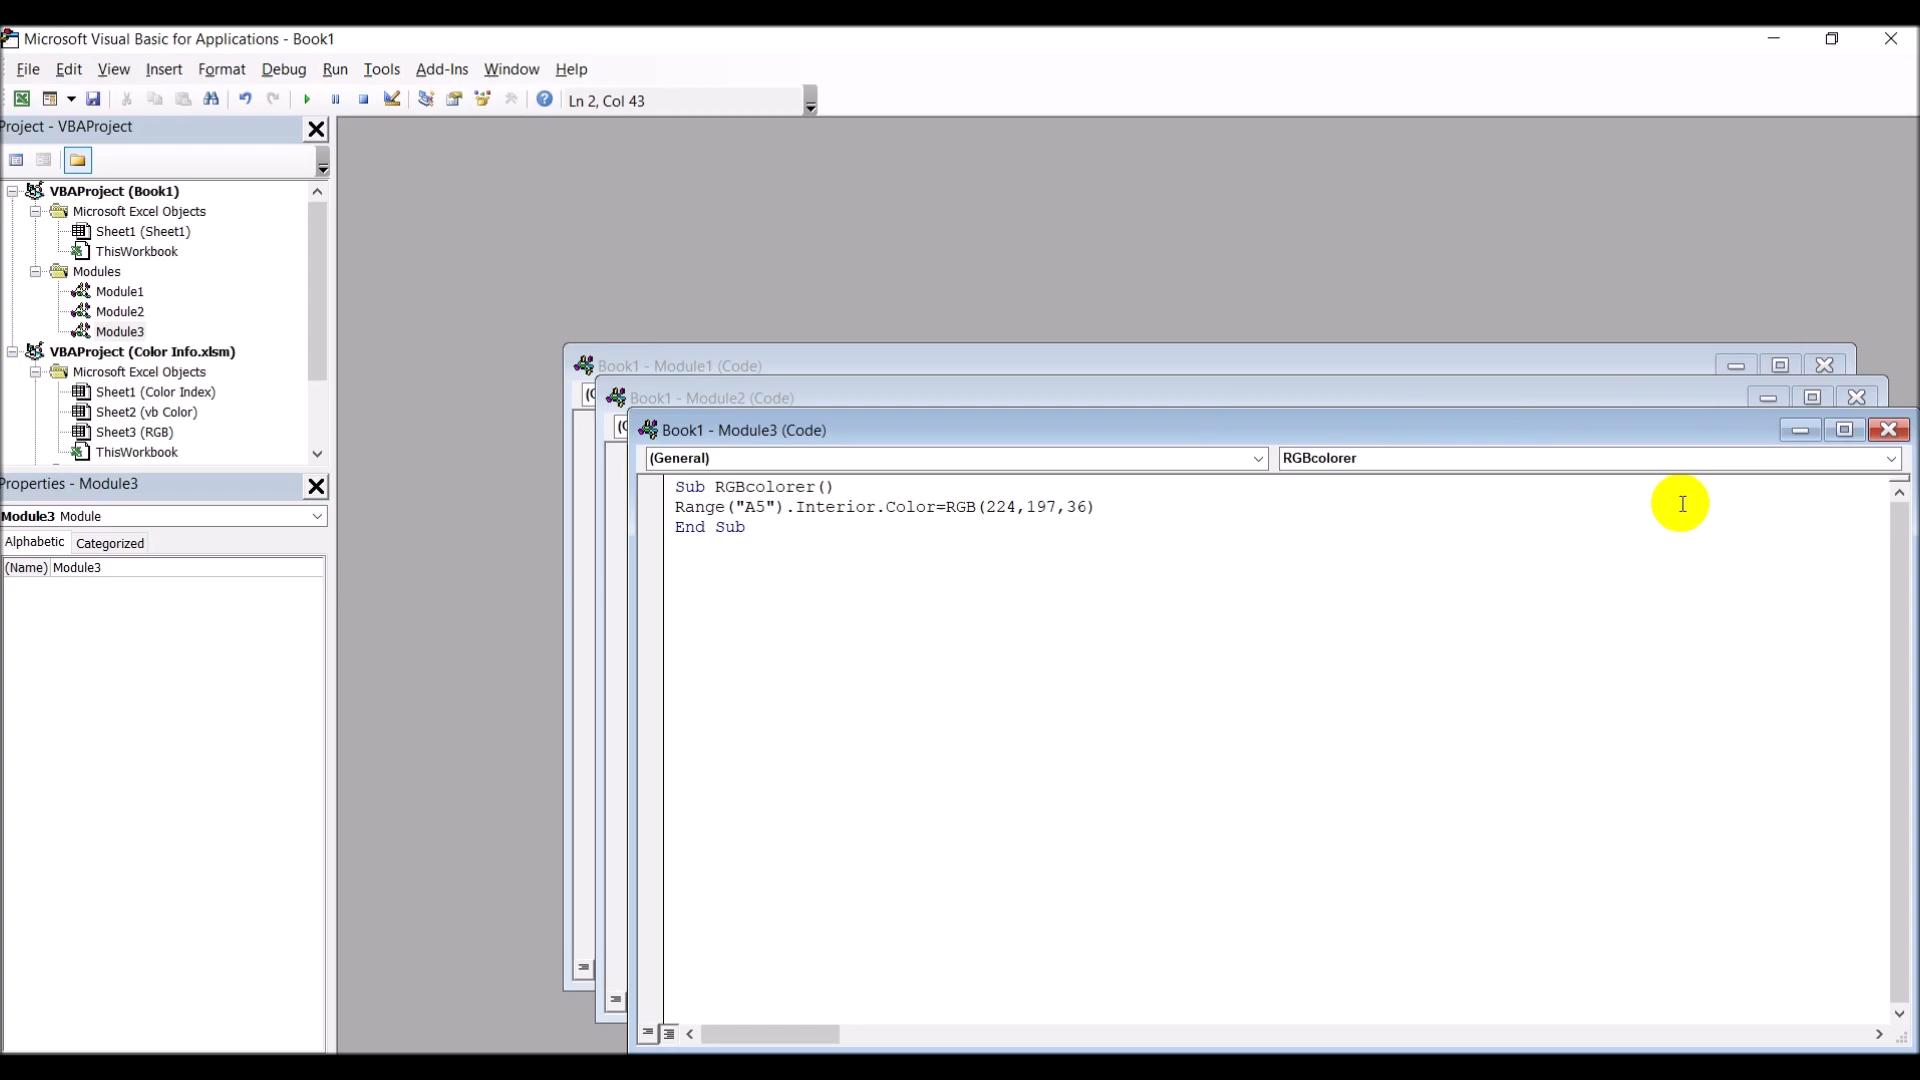 Microsoft Visual Basic for Applications - Book1
File Edit View Insert Format Debug Run Tools Add-Ins Window Help
Ln 2, Col 43
Project - VBAProject
VBAProject (Book1)
Microsoft Excel Objects
Sheet1 (Sheet1)
ThisWorkbook
Modules
Module1
Module2
Module3
VBAProject (Color Info.xlsm)
Microsoft Excel Objects
Sheet1 (Color Index)
Sheet2 (vb Color)
Sheet3 (RGB)
ThisWorkbook
Properties - Module3
Module3 Module
Alphabetic Categorized
(Name) Module3
Book1 - Module1 (Code)
Book1 - Module2 (Code)
Book1 - Module3 (Code)
(General) RGBcolorer
Sub RGBcolorer()
Range("A5").Interior.Color=RGB(224,197,36)
End Sub